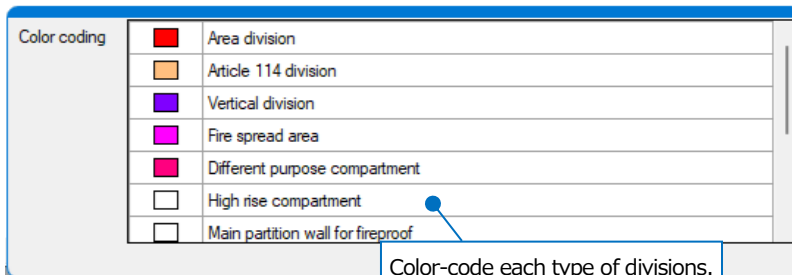 Color coding
Area division
Article 114 division
Vertical division
Fire spread area
Different purpose compartment
High rise compartment
Main partition wall for fireproof
Color-code each type of divisions.